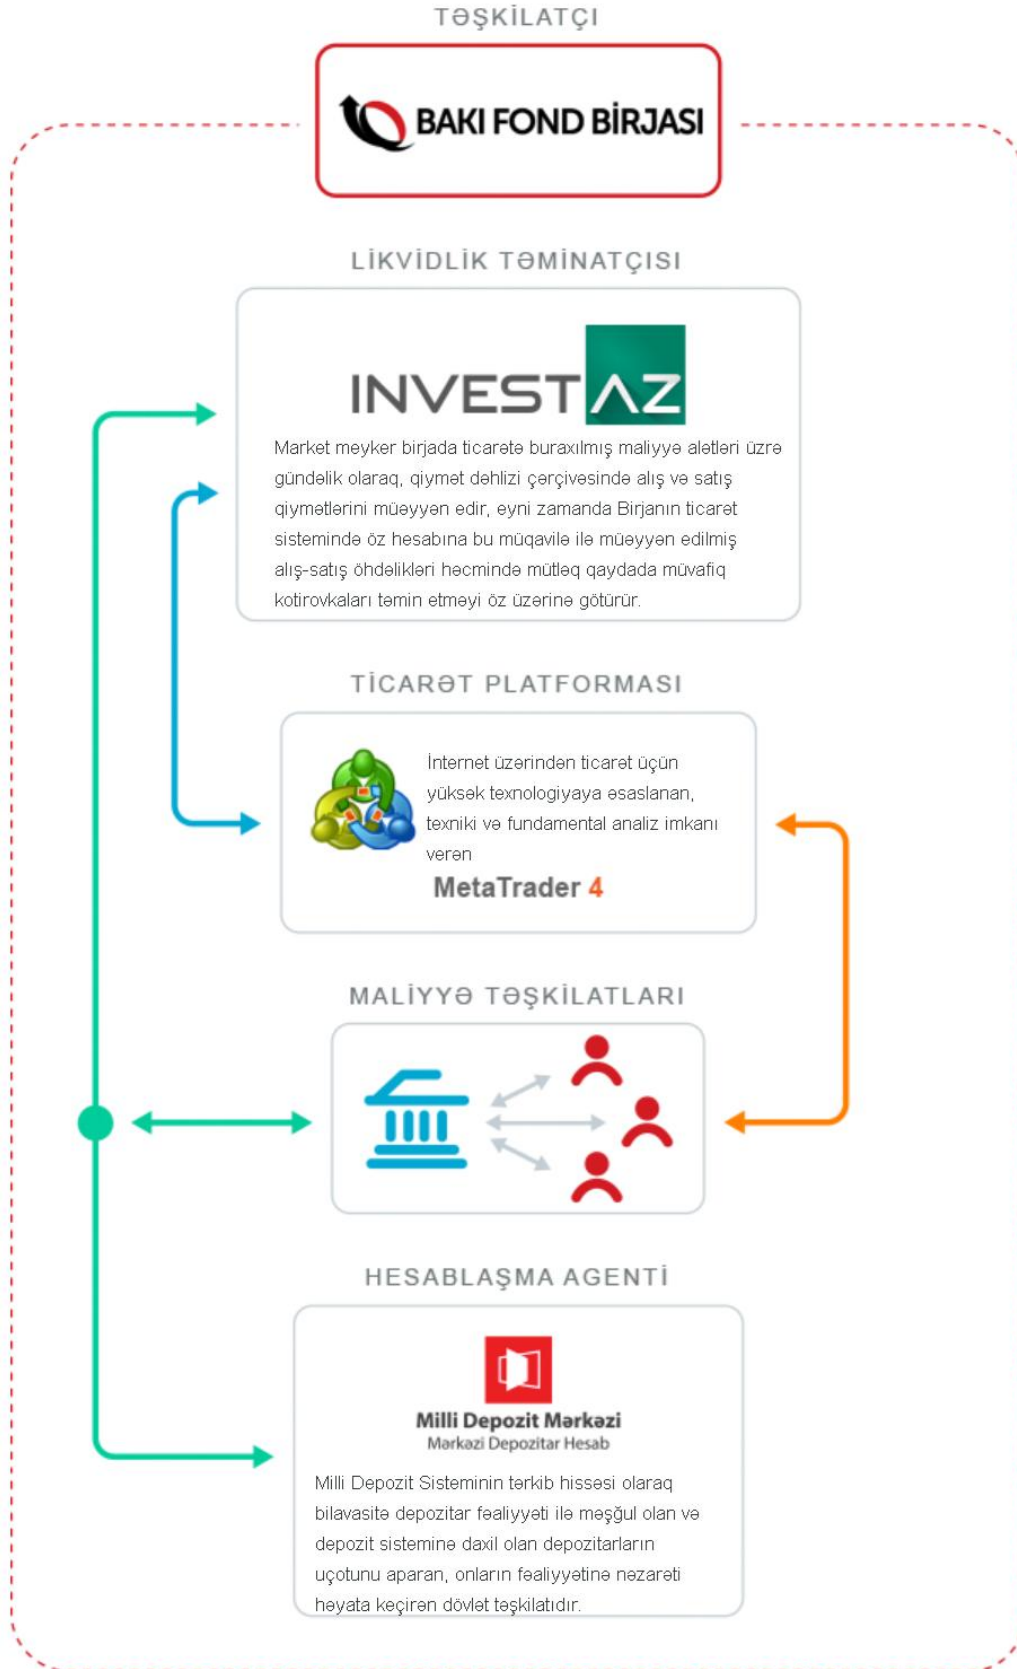 TƏŞKİLATÇI
BAKI FOND BİRJASI
LİKVİDLİK TƏMİNATÇISI
INVEST AZ
Market meyker birjada ticarətə buraxılmış maliyyə alətləri üzrə
gündəlik olaraq, qiymət dəhlizi çərçivəsində alış və satış
qiymətlərini müəyyən edir, eyni zamanda Birjanın ticarət
sistemində öz hesabına bu müqavilə ilə müəyyən edilmiş
alış-satış öhdəlikləri həcmində mütləq qaydada müvafiq
kotirovkaları təmin etməyi öz üzərinə götürür.
TİCARƏT PLATFORMASI
İnternet üzərindən ticarət üçün
yüksək texnologiyaya əsaslanan,
texniki və fundamental analiz imkanı
verən
MetaTrader 4
MALİYYƏ TƏŞKİLATLARI
HESABLAŞMA AGENTİ
Milli Depozit Mərkəzi
Mərkəzi Depozitar Hesab
Milli Depozit Sisteminin tərkib hissəsi olaraq
bilavasitə depozitar fəaliyyəti ilə məşğul olan və
depozit sisteminə daxil olan depozitarların
uçotunu aparan, onların fəaliyyətinə nəzarəti
həyata keçirən dövlət təşkilatıdır.